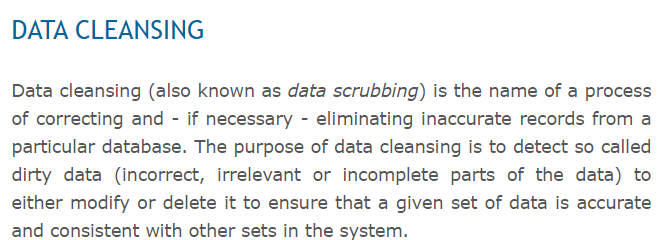 DATA CLEANSING
Data cleansing (also known as data scrubbing) is the name of a process
of correcting and - if necessary - eliminating inaccurate records from a
particular database. The purpose of data cleansing is to detect so called
dirty data (incorrect, irrelevant or incomplete parts of the data) to
either modify or delete it to ensure that a given set of data is accurate
and consistent with other sets in the system.